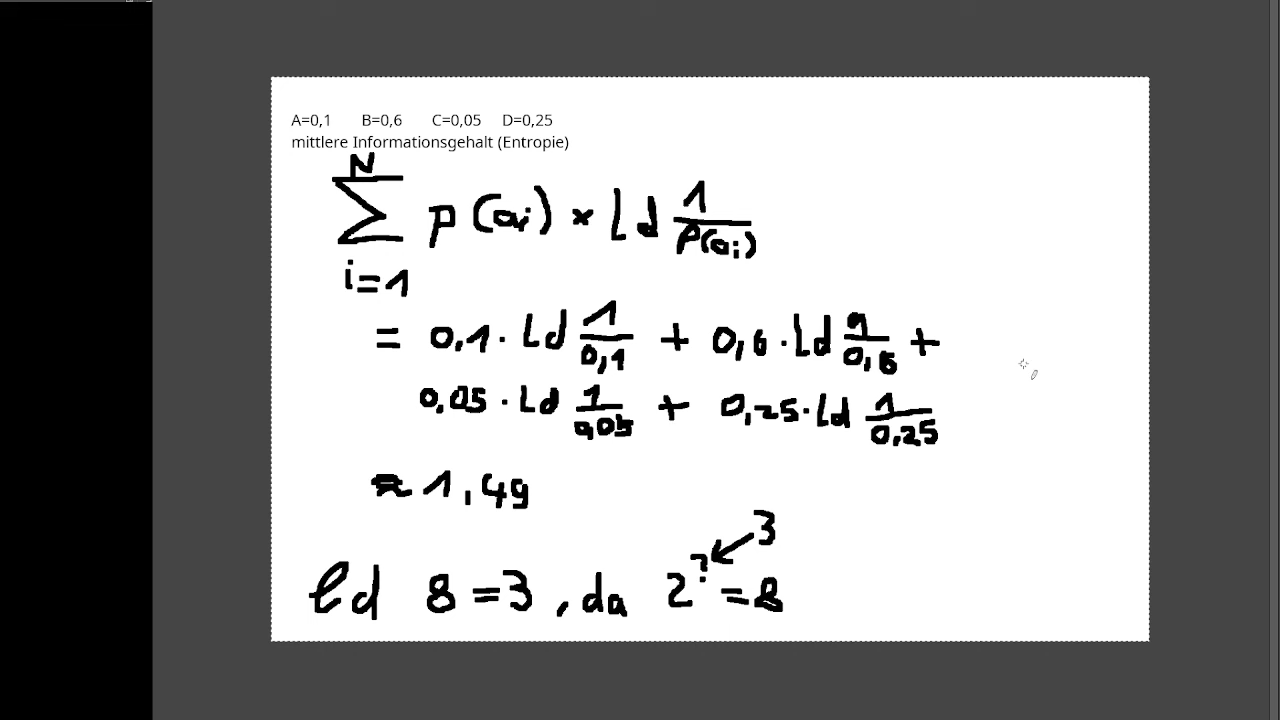 A=0,1 B=0,6 C=0,05 D=0,25
mittlere Informationsgehalt (Entropie)
N
∑ p(ai) × ld 1/p(ai)
i=1
= 0,1 · ld 1/0,1 + 0,6 · ld 1/0,6 +
0,05 · ld 1/0,05 + 0,25 · ld 1/0,25
≈ 1,49
3
ld 8 = 3, da 2^? = 8